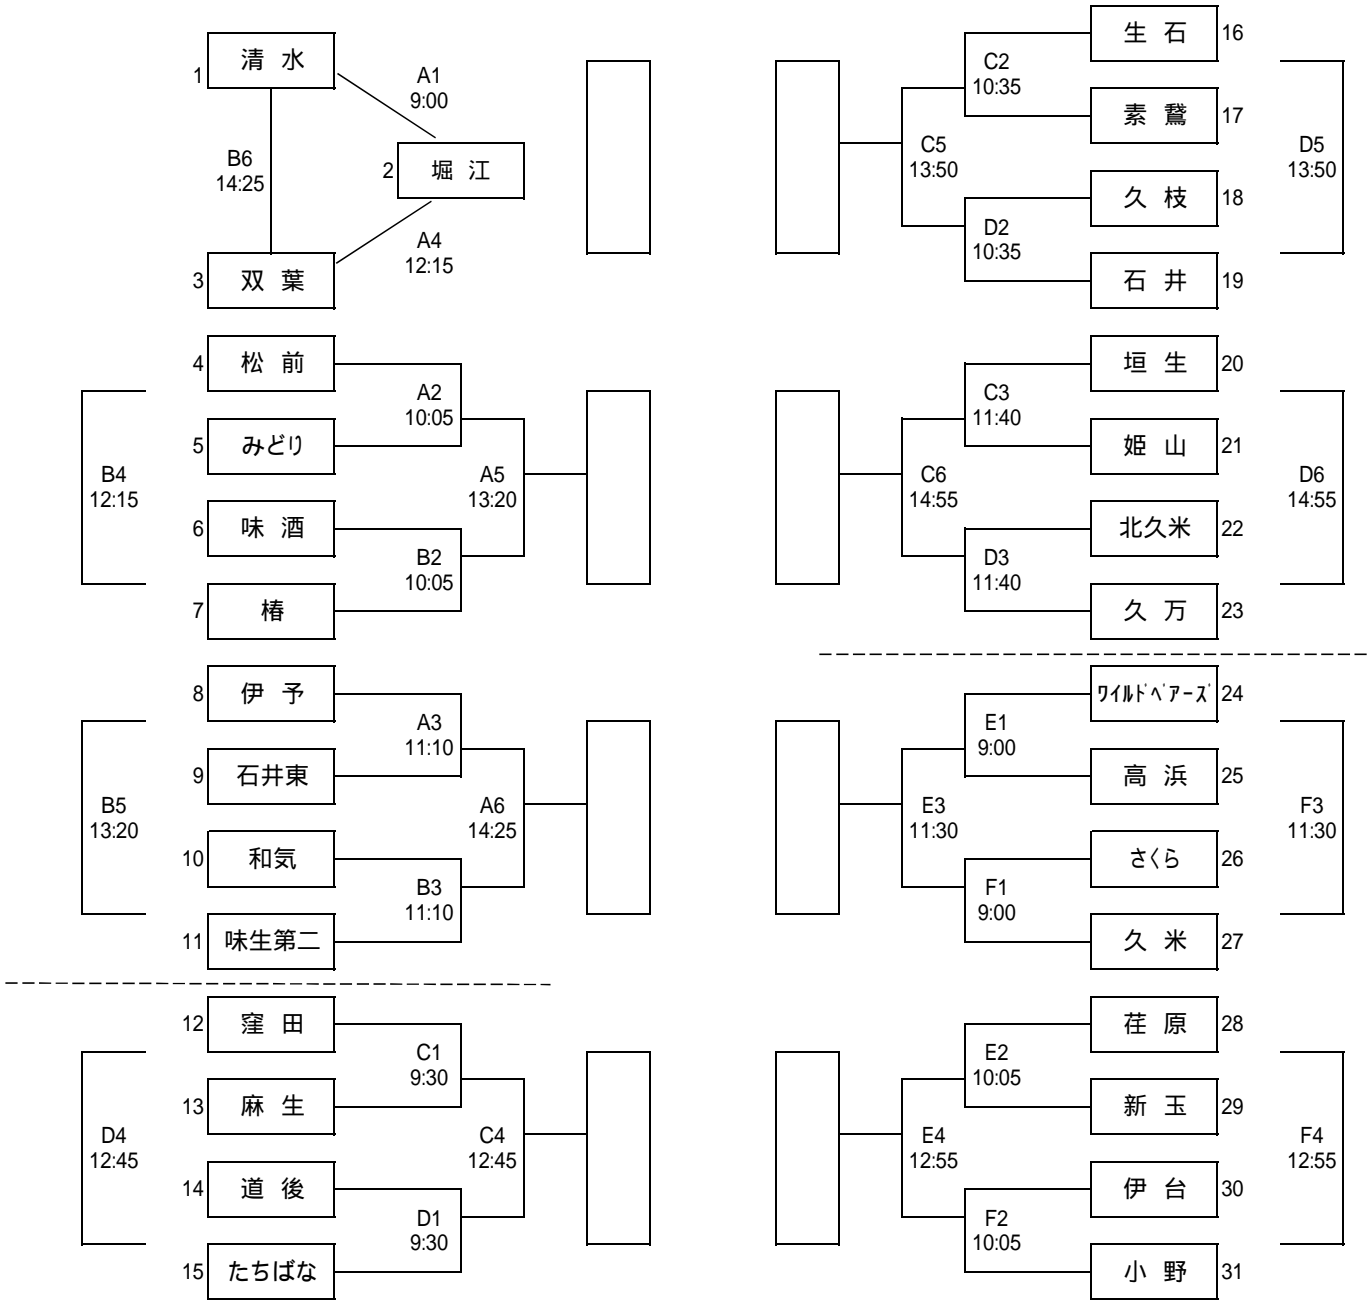 1
清 水
A1
9:00
B6
14:25
2
堀 江
A4
12:15
3
双 葉
4
松 前
A2
10:05
5
みどり
B4
12:15
A5
13:20
6
味 酒
B2
10:05
7
椿
8
伊 予
A3
11:10
9
石井東
B5
13:20
A6
14:25
10
和気
B3
11:10
11
味生第二
12
窪 田
C1
9:30
13
麻 生
D4
12:45
C4
12:45
14
道 後
D1
9:30
15
たちばな
生 石
16
C2
10:35
素 鵞
17
C5
13:50
D5
13:50
久 枝
18
D2
10:35
石 井
19
垣 生
20
C3
11:40
姫 山
21
C6
14:55
D6
14:55
北久米
22
D3
11:40
久 万
23
ワイルドベアーズ
24
E1
9:00
高 浜
25
E3
11:30
F3
11:30
さくら
26
F1
9:00
久 米
27
荏 原
28
E2
10:05
新 玉
29
E4
12:55
F4
12:55
伊 台
30
F2
10:05
小 野
31